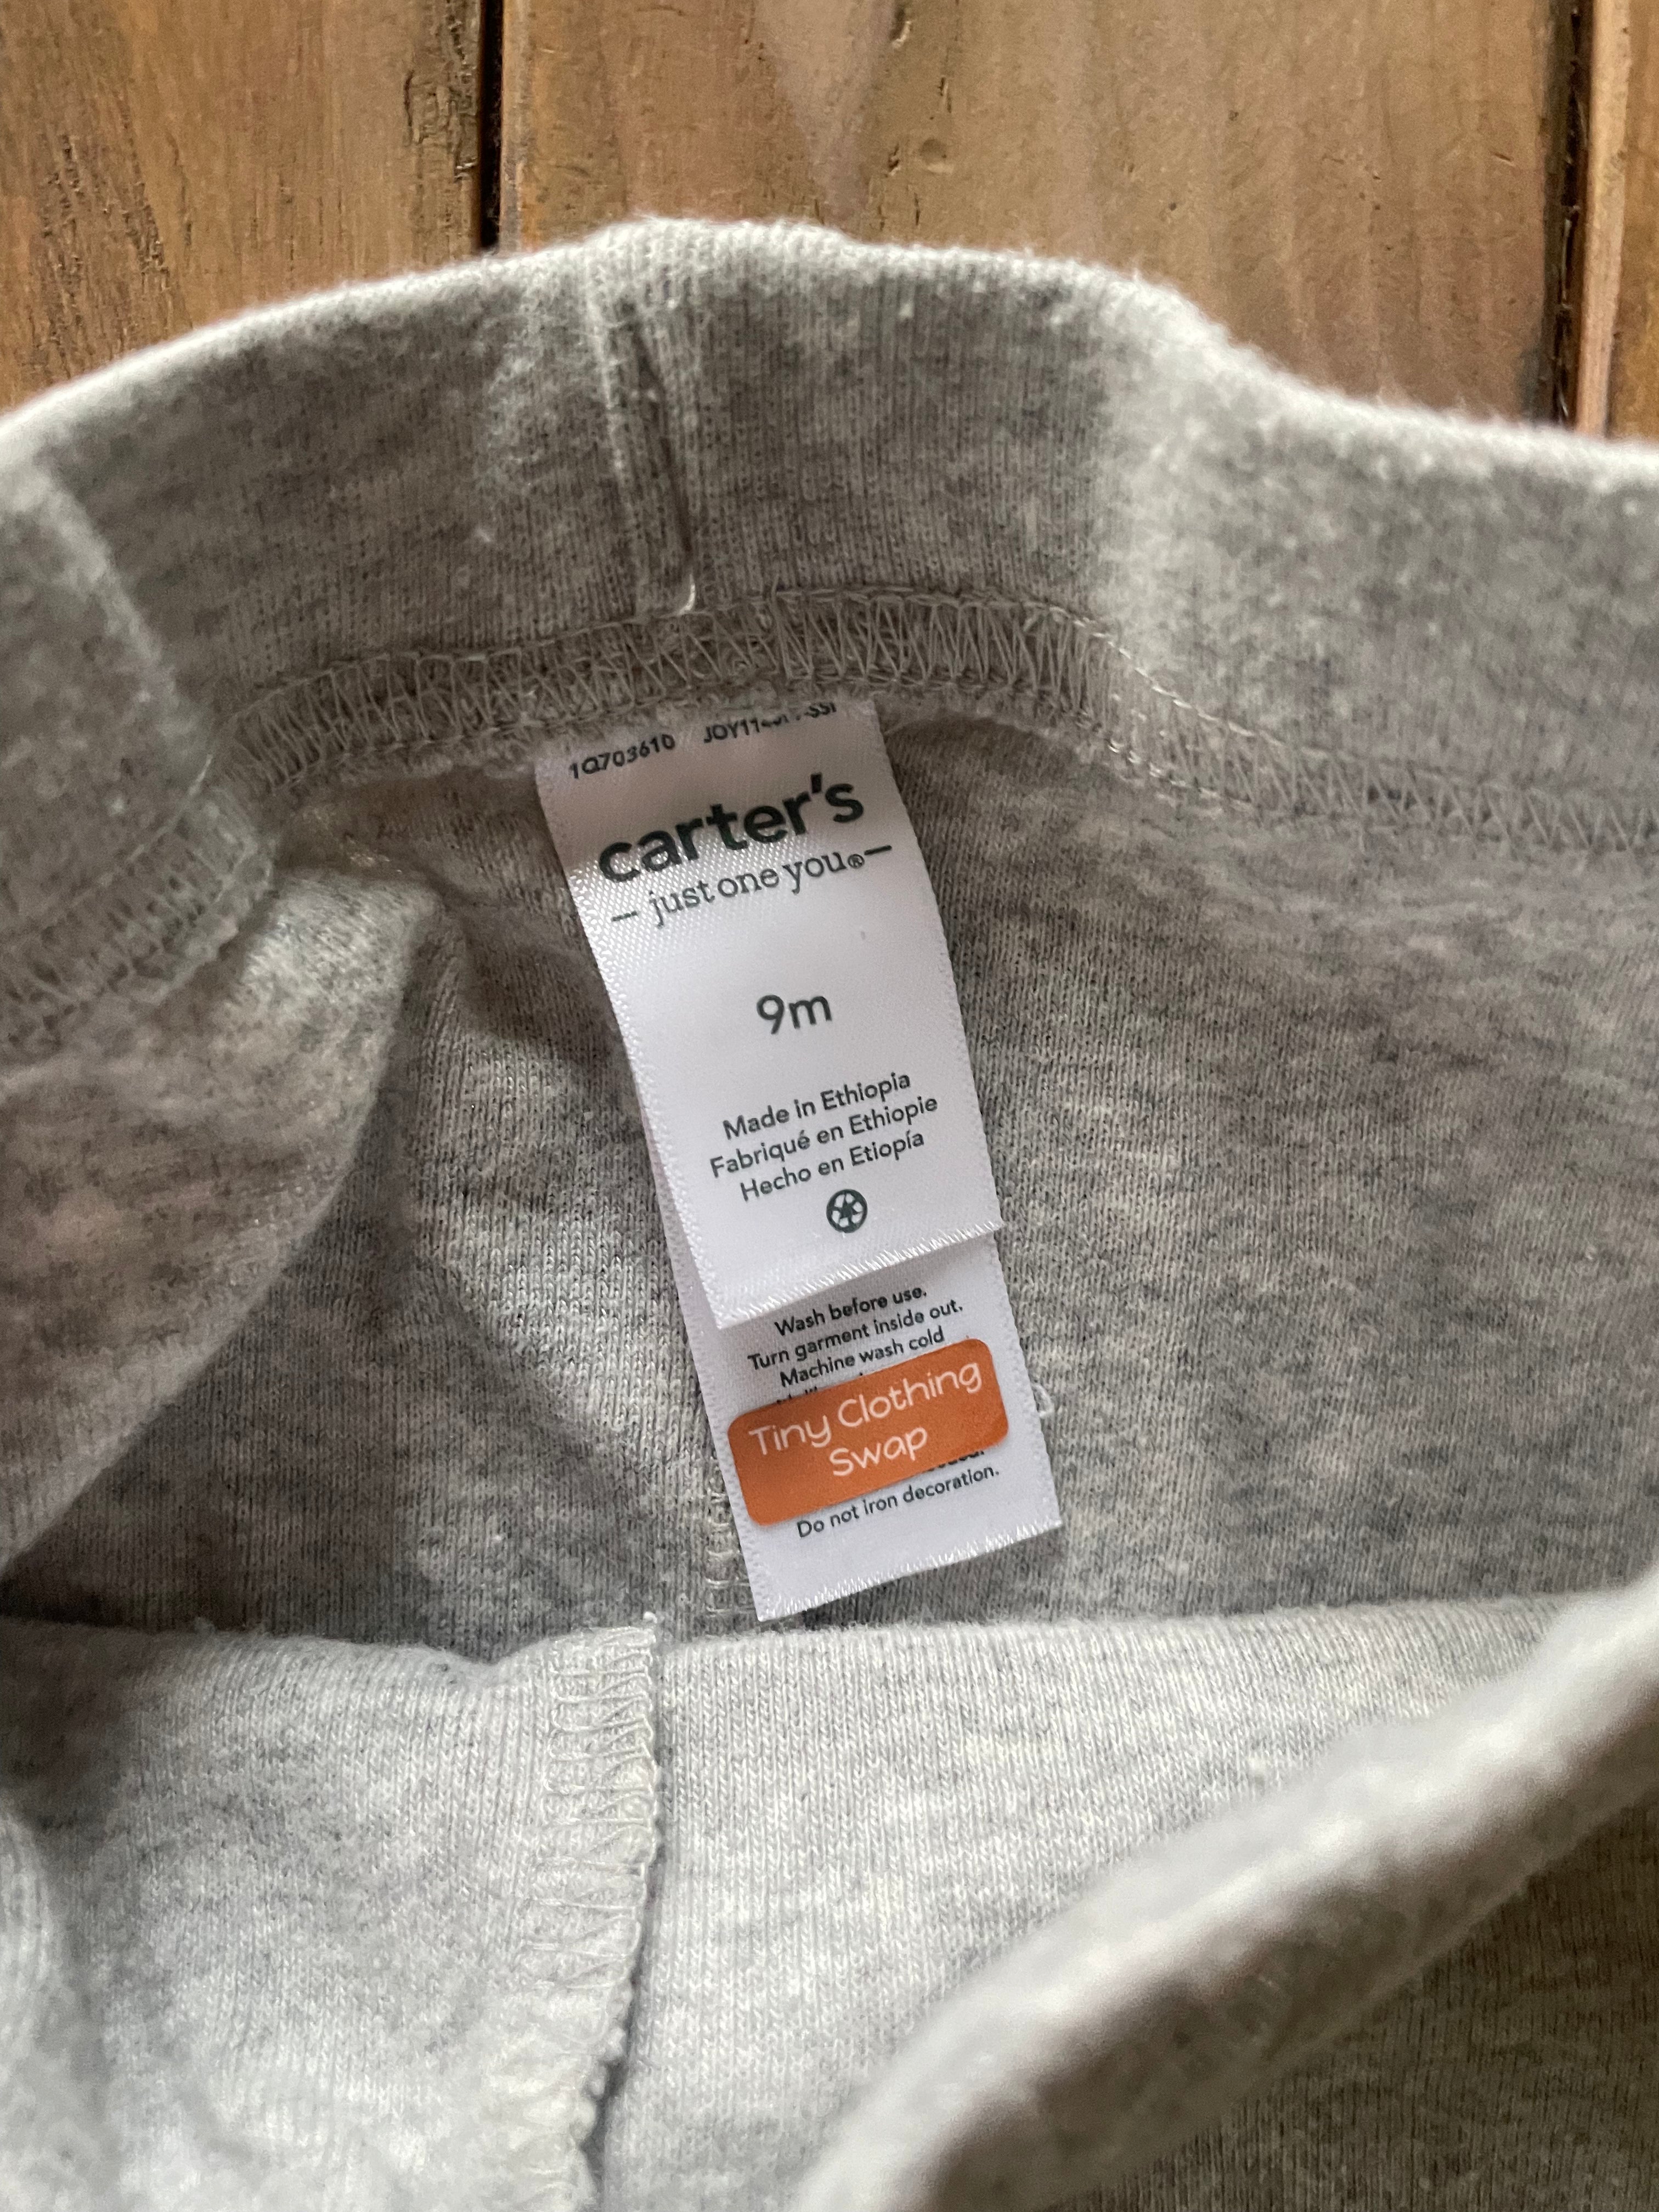 1Q703610
carter's
— just one you®—
9m
Made in Ethiopia
Fabriqué en Ethiopie
Hecho en Etiopía
Wash before use.
Turn garment inside out.
Machine wash cold
Tiny Clothing
Swap
Do not iron decoration.